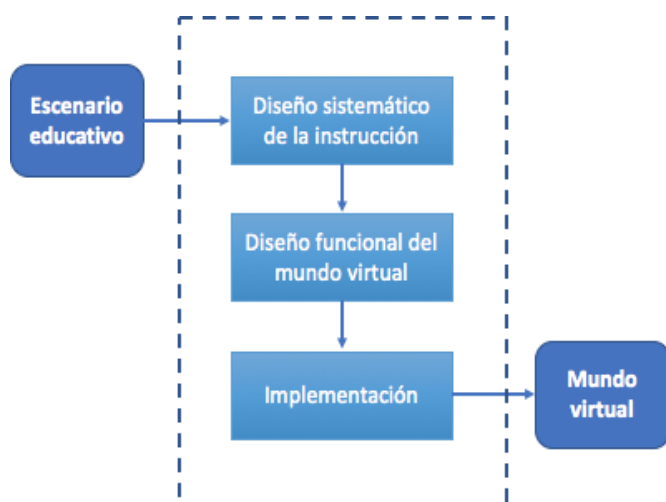 Escenario
educativo
Diseño sistemático
de la instrucción
Diseño funcional del
mundo virtual
Implementación
Mundo
virtual